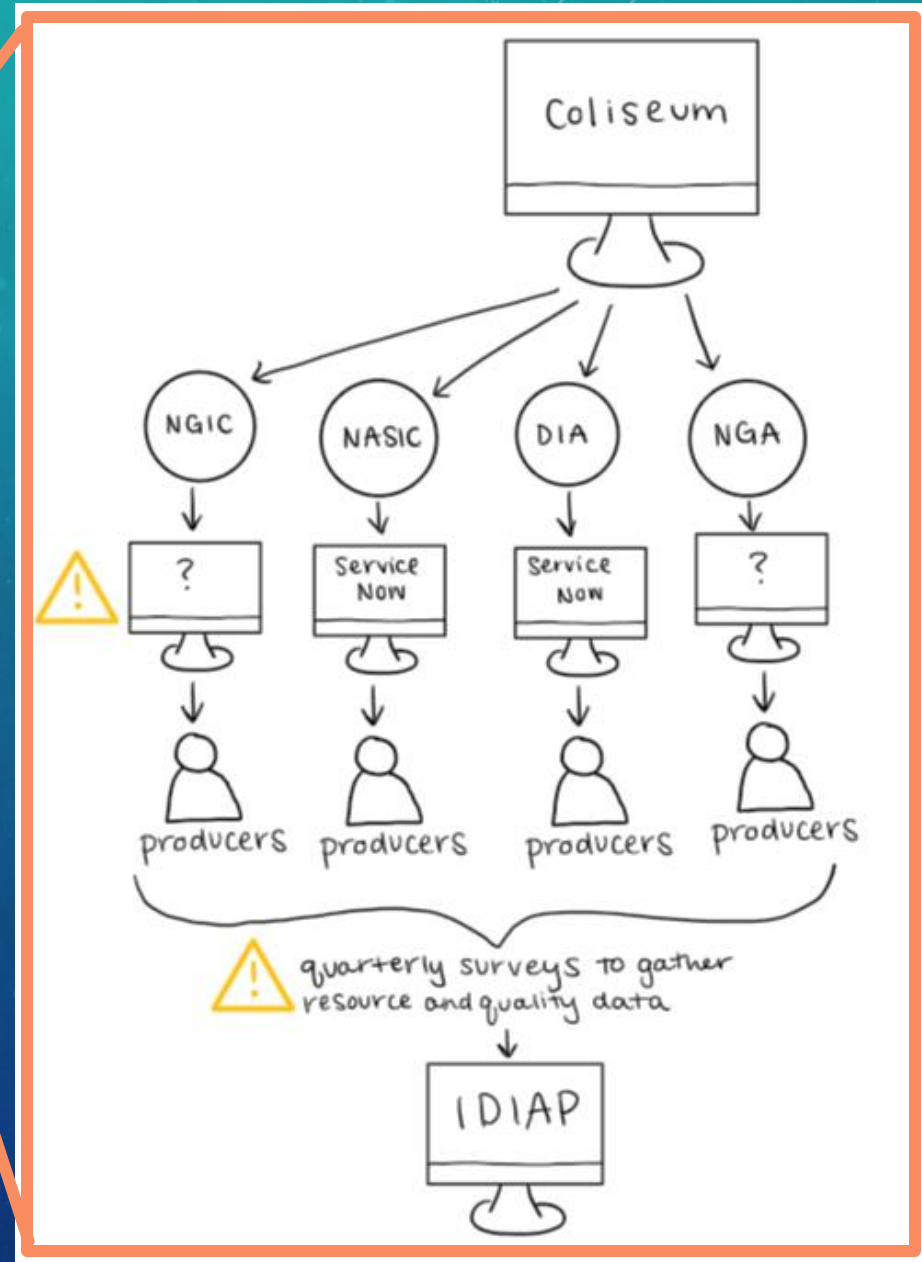 Coliseum
NGIC
NASIC
DIA
NGA
!
?
Service
Now
Service
Now
?
producers
producers
producers
producers
!
quarterly surveys to gather
resource and quality data
IDIAP